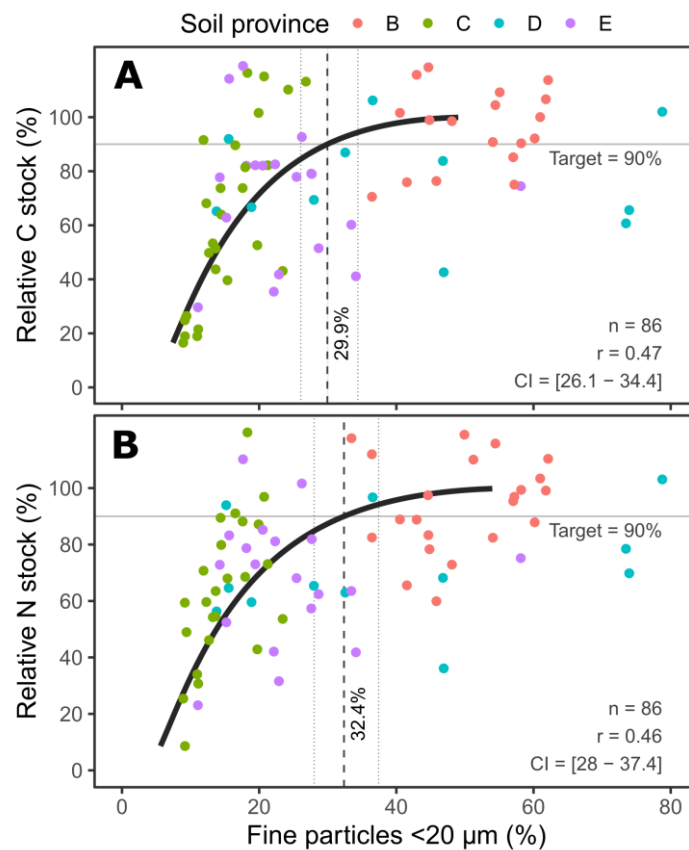 Soil province B C D E
A
Relative C stock (%)
100
80
60
40
20
0
Target = 90%
29.9%
n = 86
r = 0.47
CI = [26.1 − 34.4]
B
Relative N stock (%)
100
80
60
40
20
0
Target = 90%
32.4%
n = 86
r = 0.46
CI = [28 − 37.4]
0 20 40 60 80
Fine particles <20 μm (%)